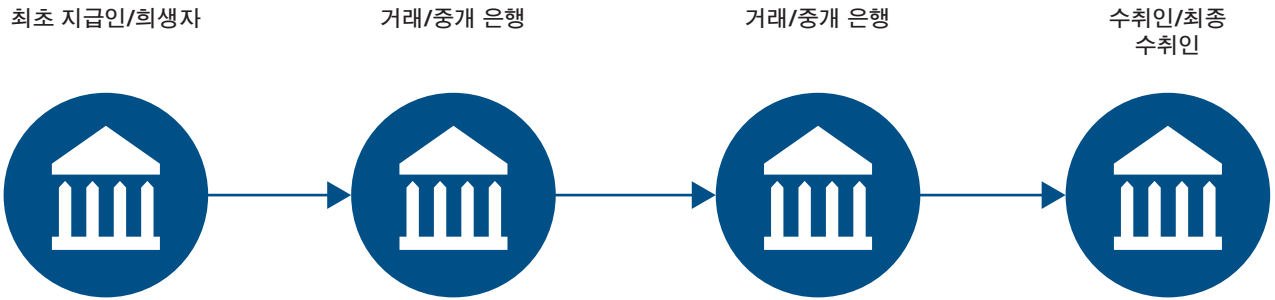 최초 지급인/희생자
거래/중개 은행
거래/중개 은행
수취인/최종
수취인